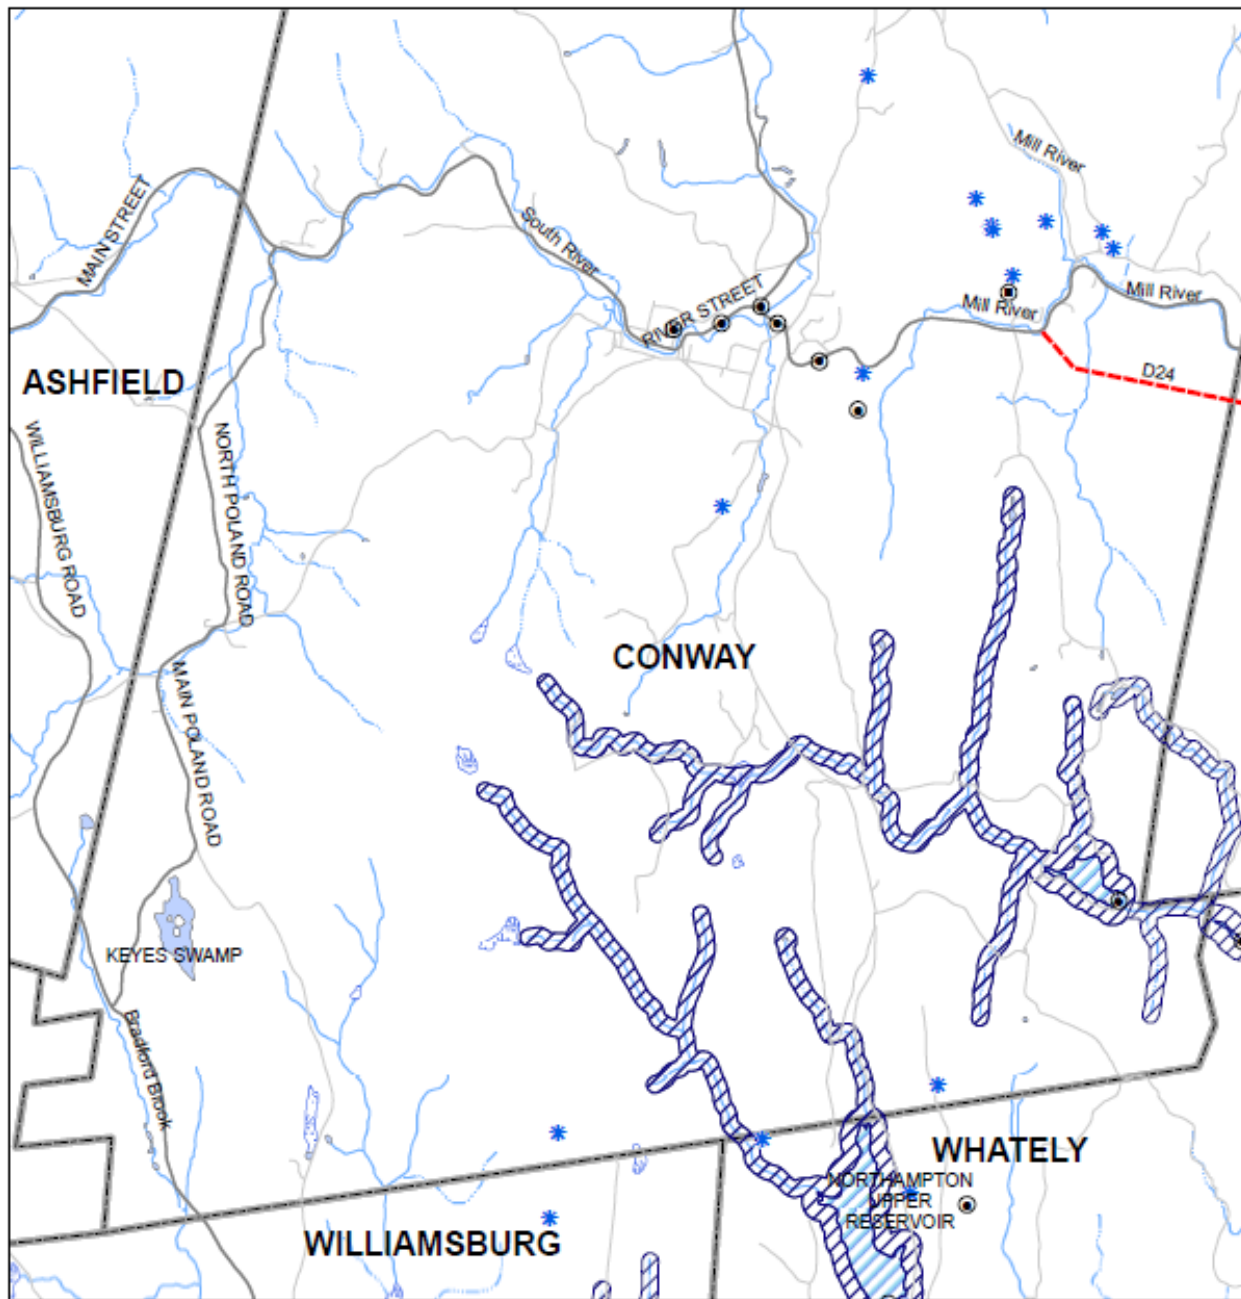 Mill River
MAIN STREET
South River
RIVER STREET
Mill River
Mill River
D24
ASHFIELD
WILLIAMSBURG ROAD
NORTH POLAND ROAD
CONWAY
MAIN POLAND ROAD
KEYES SWAMP
Bradford Brook
WHATELY
NORTHAMPTON
UPPER
RESERVOIR
WILLIAMSBURG